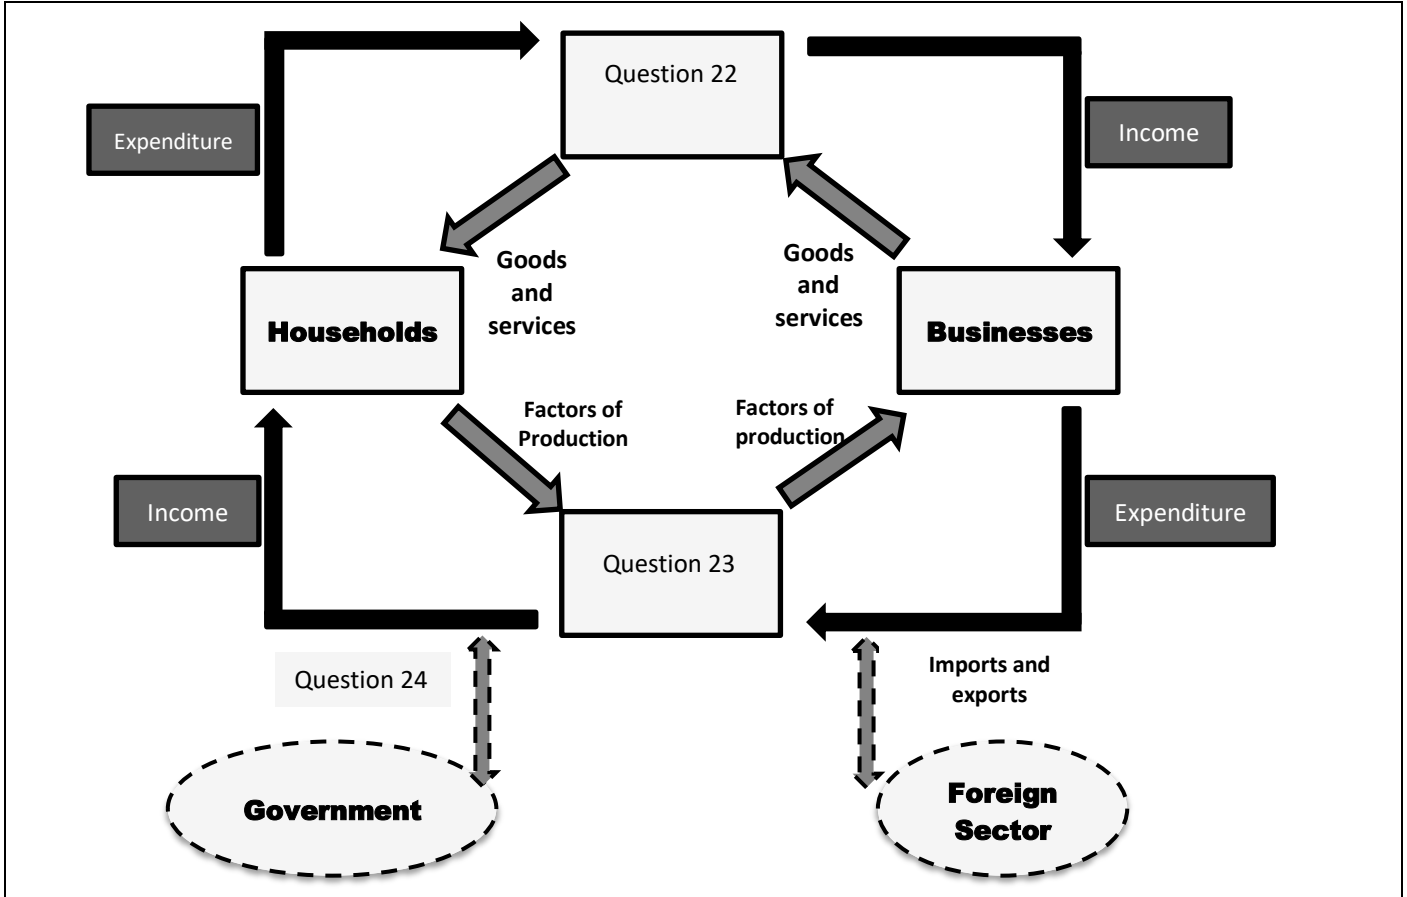 Question 22
Expenditure
Income
Goods
and
services
Goods
and
services
Households
Businesses
Factors of
Production
Factors of
production
Income
Expenditure
Question 23
Question 24
Imports and
exports
Government
Foreign
Sector